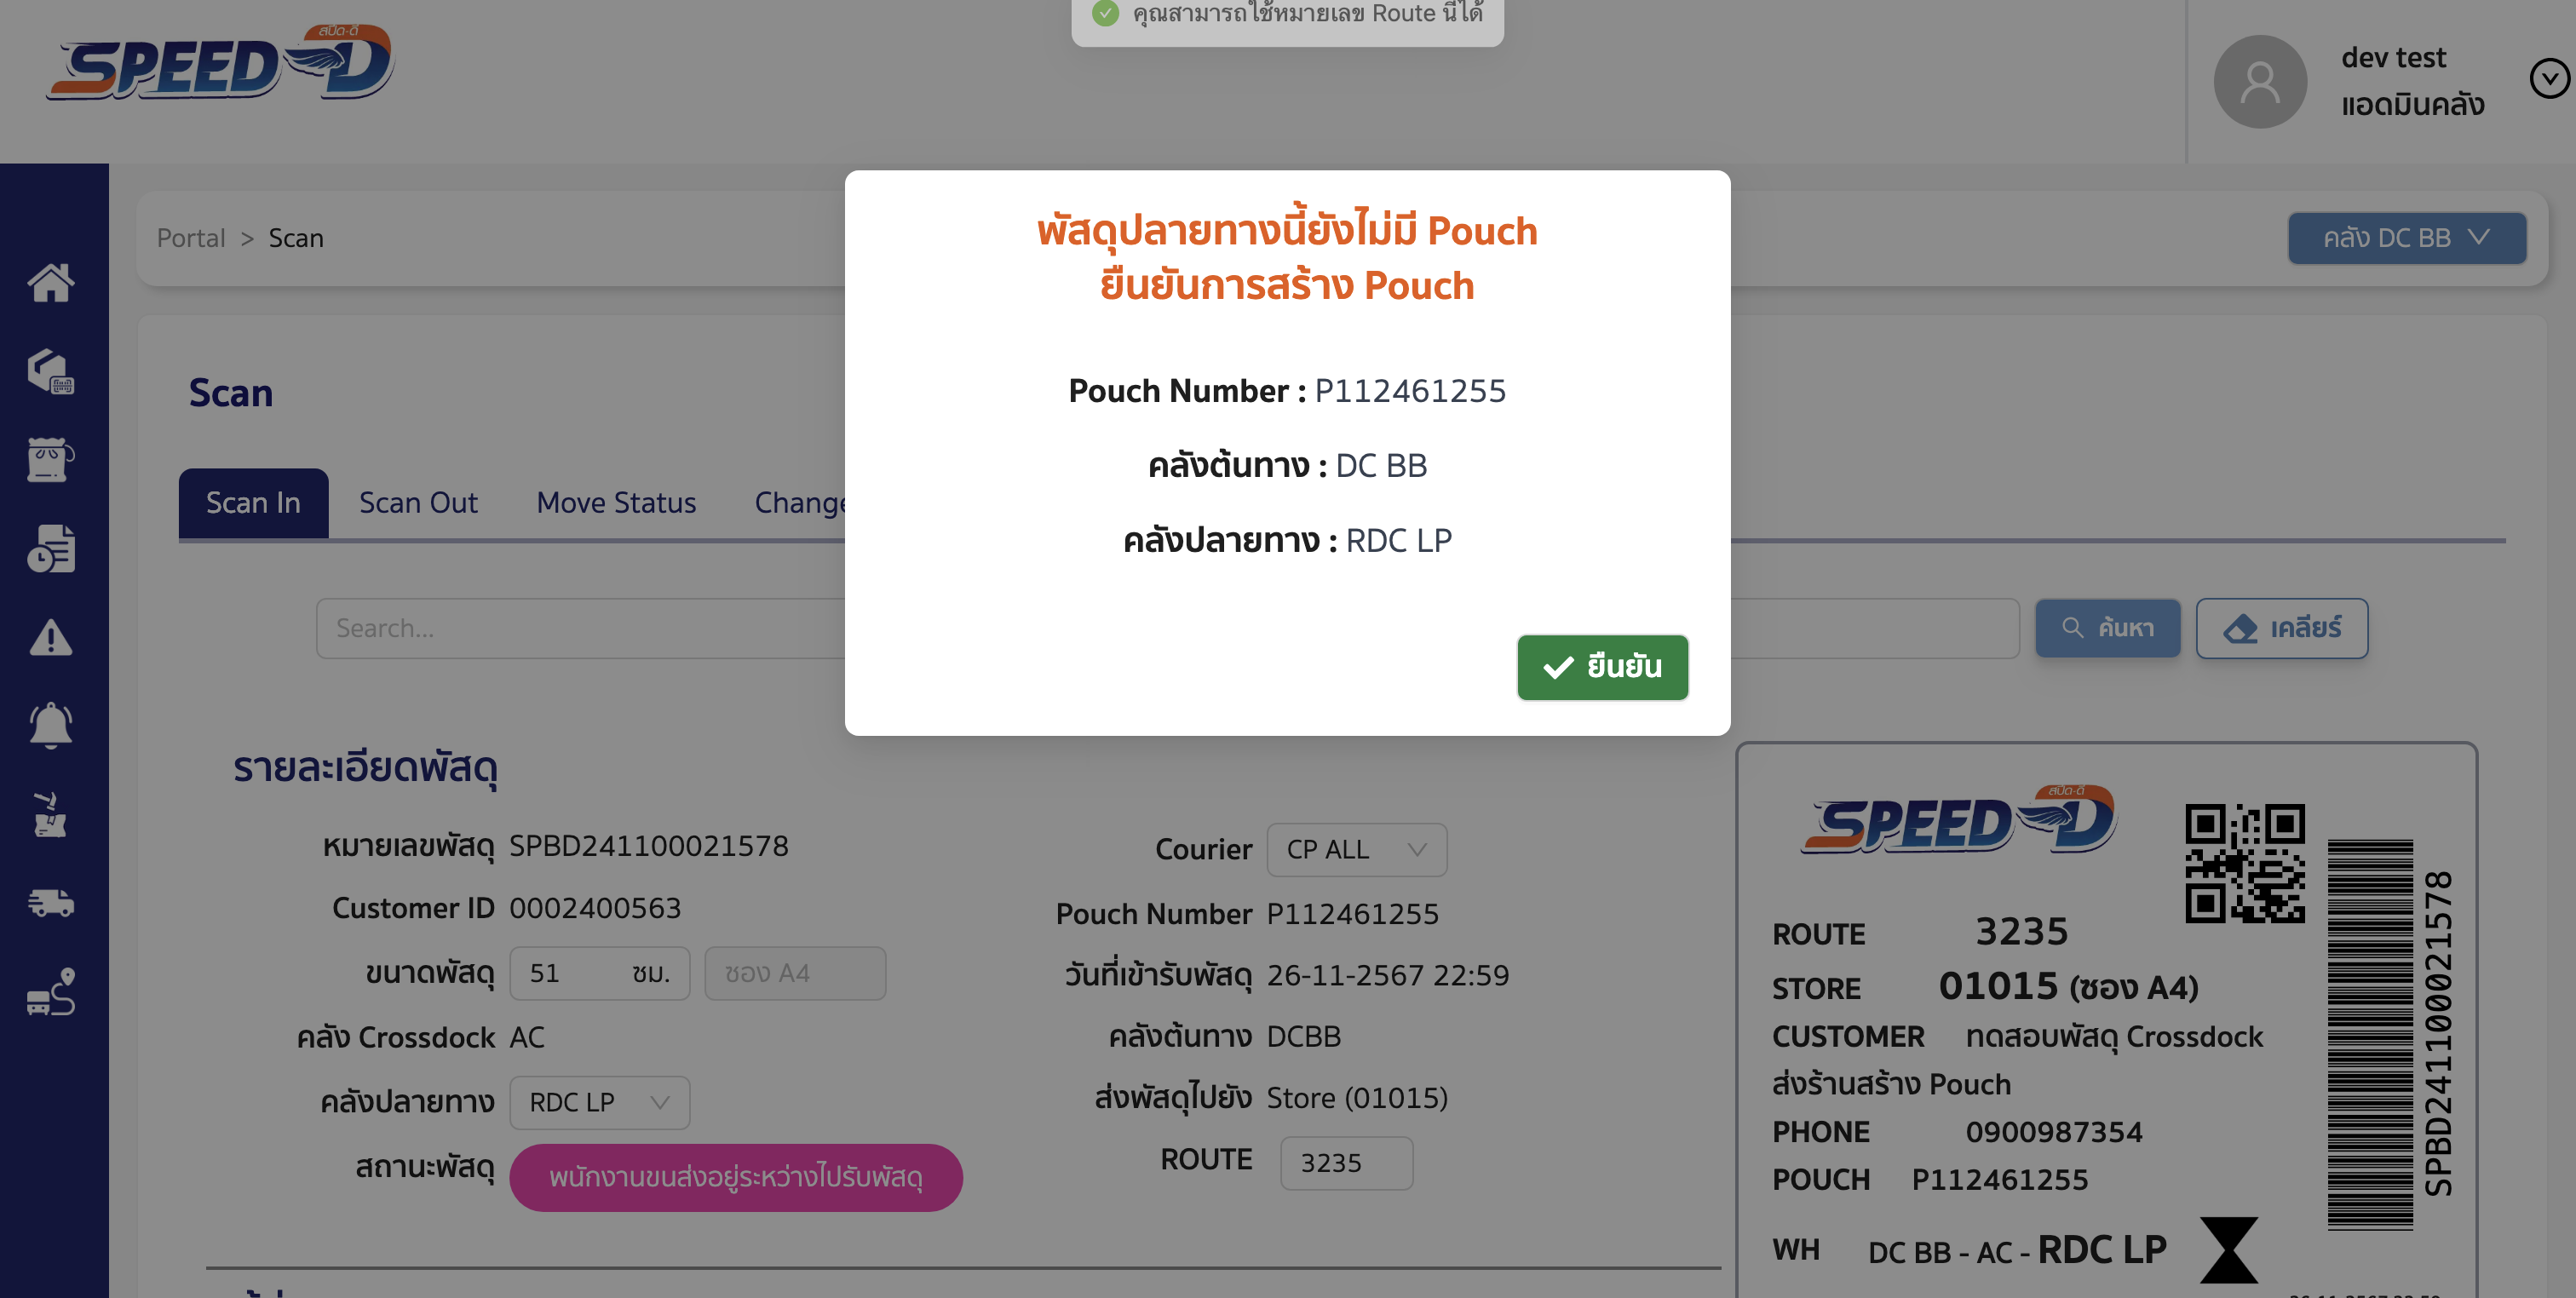 คุณสามารถใช้หมายเลข Route นี้ได้
สปีด-ดี
SPEED-D
dev test
แอดมินคลัง
Portal > Scan
คลัง DC BB
พัสดุปลายทางนี้ยังไม่มี Pouch
ยืนยันการสร้าง Pouch
Pouch Number : P112461255
คลังต้นทาง : DC BB
คลังปลายทาง : RDC LP
ยืนยัน
Scan
Scan In
Scan Out
Move Status
Change
Search...
ค้นหา
เคลียร์
รายละเอียดพัสดุ
หมายเลขพัสดุ SPBD241100021578
Customer ID 0002400563
ขนาดพัสดุ 51 ซม. ซอง A4
คลัง Crossdock AC
คลังปลายทาง RDC LP
สถานะพัสดุ พนักงานขนส่งอยู่ระหว่างไปรับพัสดุ
Courier CP ALL
Pouch Number P112461255
วันที่เข้ารับพัสดุ 26-11-2567 22:59
คลังต้นทาง DCBB
ส่งพัสดุไปยัง Store (01015)
ROUTE 3235
สปีด-ดี
SPEED-D
ROUTE 3235
STORE 01015 (ซอง A4)
CUSTOMER ทดสอบพัสดุ Crossdock
ส่งร้านสร้าง Pouch
PHONE 0900987354
POUCH P112461255
WH DC BB - AC - RDC LP
SPBD241100021578